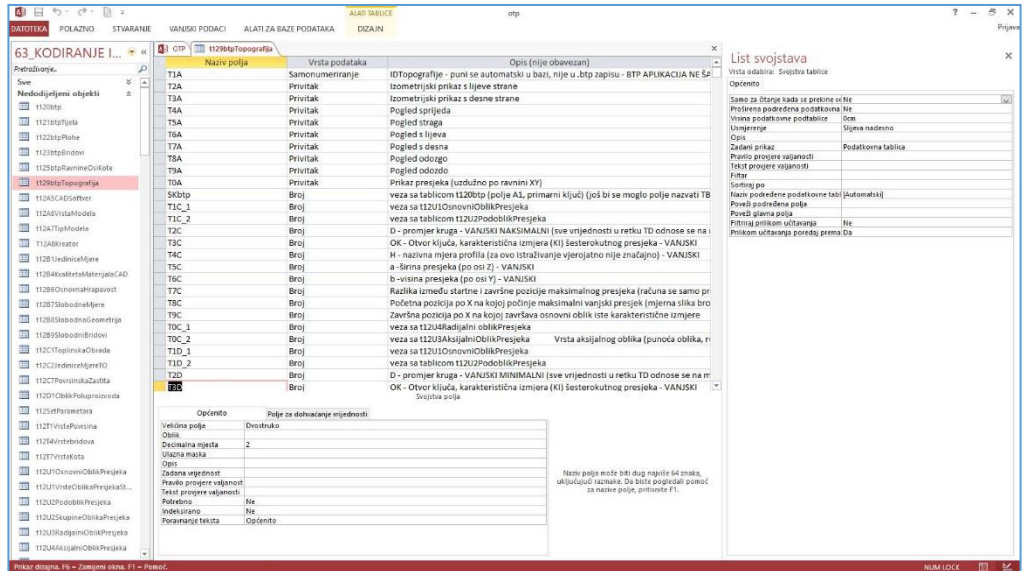 ALATI TABLICE
otp
DATOTEKA POLAZNO STVARANJE VANJSKI PODACI ALATI ZA BAZE PODATAKA DIZAJN
Prijava
63_KODIRANJE I...
Pretraživanje..
Sve
Nedodijeljeni objekti
t120btp
t121btpTijela
t122btpPlohe
t123btpBridovi
t125btpRavnineOsiKote
t129btpTopografija
t12A5CADSoftver
t12A6VrstaModela
t12A7TipModela
T12A8Kreator
t12B1JediniceMjere
t12B4KvalitetaMaterijalaCAD
t12B6OsnovnaHrapavost
t12B7SlobodneMjere
t12B8SlobodnaGeometrija
t12B9SlobodniBridovi
t12C1ToplinskaObrada
t12C2JediniceMjereTO
t12C7PovrsinskaZastita
t12D1OblikPoluproizvoda
t12SetParametara
t12T1VrstePovrsina
t12T4Vrstebridova
t12T7VrsteKota
t12U1OsnovniOblikPresjeka
t12U1VrsteOblikaPresjekaSt...
t12U2PodoblikPresjeka
t12U2SkupineOblikaPresjeka
t12U3RadijalniOblikPresjeka
t12U4AksijalniOblikPresjeka
OTP t129btpTopografija
Naziv polja Vrsta podataka Opis (nije obavezan)
T1A Samonumeriranje IDTopografije - puni se automatski u bazi, nije u .btp zapisu - BTP APLIKACIJA NE ŠA
T2A Privitak Izometrijski prikaz s lijeve strane
T3A Privitak Izometrijski prikaz s desne strane
T4A Privitak Pogled sprijeda
T5A Privitak Pogled straga
T6A Privitak Pogled s lijeva
T7A Privitak Pogled s desna
T8A Privitak Pogled odozgo
T9A Privitak Pogled odozdo
T0A Privitak Prikaz presjeka (uzdužno po ravnini XY)
SKbtp Broj veza sa tablicom t120btp (polje A1, primarni ključ) (još bi se moglo polje nazvati TB
T1C_1 Broj veza sa t12U1OsnovniOblikPresjeka
T1C_2 Broj veza sa tablicom t12U2PodoblikPresjeka
T2C Broj D - promjer kruga - VANJSKI NAKSIMALNI (sve vrijednosti u retku TD odnose se na
T3C Broj OK - Otvor ključa, karakteristična izmjera (KI) šesterokutnog presjeka - VANJSKI
T4C Broj H - nazivna mjera profila (za ovo istraživanje vjerojatno nije značajno) - VANJSKI
T5C Broj a -širina presjeka (po osi Z) - VANJSKI
T6C Broj b -visina presjeka (po osi Y) - VANJSKI
T7C Broj Razlika između startne i završne pozicije maksimalnog presjeka (računa se samo pr
T8C Broj Početna pozicija po X na kojoj počinje maksimalni vanjski presjek (mjerna slika bro
T9C Broj Završna pozicija po X na kojoj završava osnovni oblik iste karakteristične izmjere
T0C_1 Broj veza sa t12U4Radijalni oblikPresjeka
T0C_2 Broj veza sa t12U3AksijalniOblikPresjeka Vrsta aksijalnog oblika (punoća oblika, r
T1D_1 Broj veza sa t12U1OsnovniOblikPresjeka
T1D_2 Broj veza sa tablicom t12U2PodoblikPresjeka
T2D Broj D - promjer kruga - VANJSKI MINIMALNI (sve vrijednosti u retku TD odnose se na m
T3D Broj OK - Otvor ključa, karakteristična izmjera (KI) šesterokutnog presjeka - VANJSKI
Svojstva polja
Općenito Polje za dohvaćanje vrijednosti
Veličina polja Dvostruko
Oblik
Decimalna mjesta 2
Ulazna maska
Opis
Zadana vrijednost
Pravilo provjere valjanost
Tekst provjere valjanosti
Potrebno Ne
Indeksirano Ne
Poravnanje teksta Općenito
Naziv polja može biti dug najviše 64 znaka,
uključujući razmake. Da biste pogledali pomoć
za nazive polje, pritisnite F1.
List svojstava
Vrsta odabira: Svojstva tablice
Općenito
Samo za čitanje kada se prekine v Ne
Proširena podređena podatkovna Ne
Visina podatkovne podtablice 0cm
Usmjerenje Slijeva nadesno
Opis
Zadani prikaz Podatkovna tablica
Pravilo provjere valjanosti
Tekst provjere valjanosti
Filtar
Sortiraj po
Naziv podređene podatkovne tabl [Automatski]
Poveži podređena polja
Poveži glavna polja
Filtriraj prilikom učitavanja Ne
Prilikom učitavanja poredaj prema Da
Prikaz dizajna. F6 = Zamijeni okna. F1 = Pomoć.
NUM LOCK